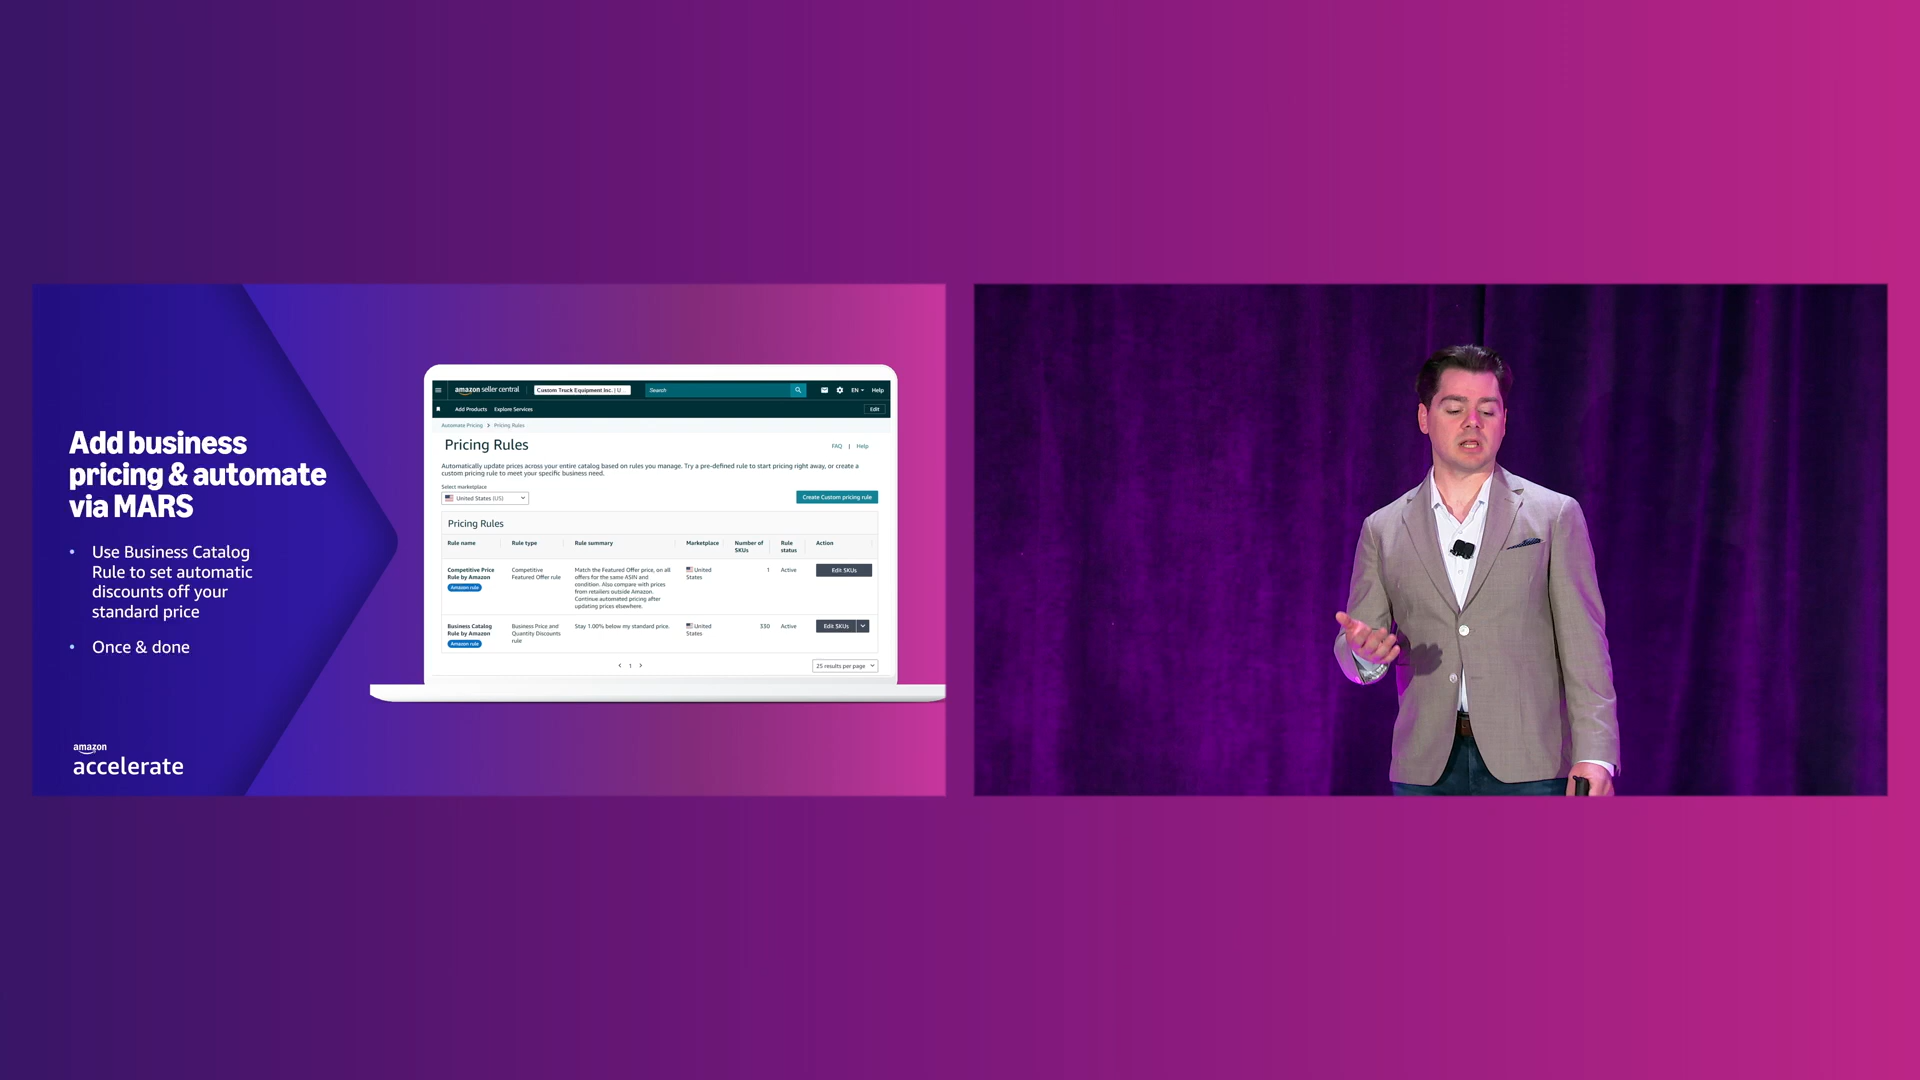 Add business
pricing & automate
via MARS
• Use Business Catalog
Rule to set automatic
discounts off your
standard price
• Once & done
amazon
accelerate
amazon seller central
Custom Truck Equipment Inc. | U
Search
EN
Help
Add Products Explore Services
Edit
Automate Pricing > Pricing Rules
Pricing Rules
FAQ | Help
Automatically update prices across your entire catalog based on rules you manage. Try a pre-defined rule to start pricing right away, or create a
custom pricing rule to meet your specific business need.
Select marketplace
United States (US)
Create Custom pricing rule
Pricing Rules
Rule name Rule type Rule summary Marketplace Number of SKUs Rule status Action
Competitive Price
Rule by Amazon
Amazon rule
Competitive
Featured Offer rule
Match the Featured Offer price, on all
offers for the same ASIN and
condition. Also compare with prices
from retailers outside Amazon.
Continue automated pricing after
updating prices elsewhere.
United
States
1
Active
Edit SKUs
Business Catalog
Rule by Amazon
Amazon rule
Business Price and
Quantity Discounts
rule
Stay 1.00% below my standard price.
United
States
330
Active
Edit SKUs
< 1 >
25 results per page